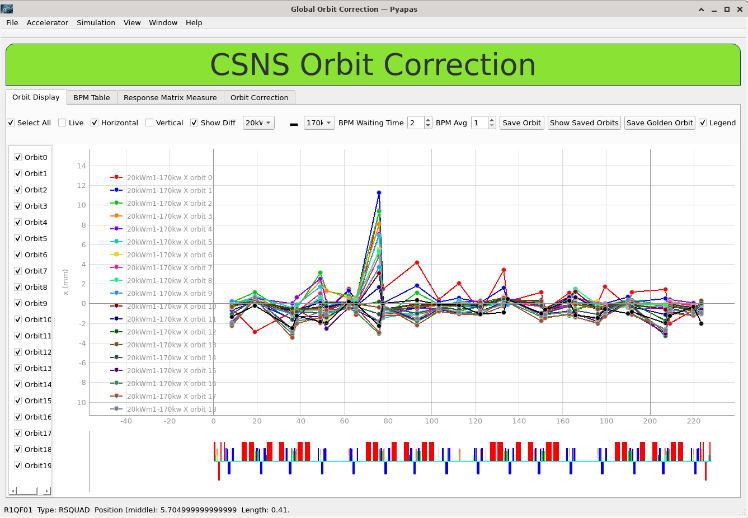 Global Orbit Correction — Pyapas
File Accelerator Simulation View Window Help
CSNS Orbit Correction
Orbit Display BPM Table Response Matrix Measure Orbit Correction
Select All Live Horizontal Vertical Show Diff 20kv 170k BPM Waiting Time 2 BPM Avg 1 Save Orbit Show Saved Orbits Save Golden Orbit Legend
Orbit0
Orbit1
Orbit2
Orbit3
Orbit4
Orbit5
Orbit6
Orbit7
Orbit8
Orbit9
Orbit10
Orbit11
Orbit12
Orbit13
Orbit14
Orbit15
Orbit16
Orbit17
Orbit18
Orbit19
x (mm)
14
12
10
8
6
4
2
0
-2
-4
-6
-8
-10
20kWm1-170kw X orbit 0
20kWm1-170kw X orbit 1
20kWm1-170kw X orbit 2
20kWm1-170kw X orbit 3
20kWm1-170kw X orbit 4
20kWm1-170kw X orbit 5
20kWm1-170kw X orbit 6
20kWm1-170kw X orbit 7
20kWm1-170kw X orbit 8
20kWm1-170kw X orbit 9
20kWm1-170kw X orbit 10
20kWm1-170kw X orbit 11
20kWm1-170kw X orbit 12
20kWm1-170kw X orbit 13
20kWm1-170kw X orbit 14
20kWm1-170kw X orbit 15
20kWm1-170kw X orbit 16
20kWm1-170kw X orbit 17
20kWm1-170kw X orbit 18
-40 -20 0 20 40 60 80 100 120 140 160 180 200 220
R1QF01 Type: RSQUAD Position (middle): 5.704999999999999 Length: 0.41.